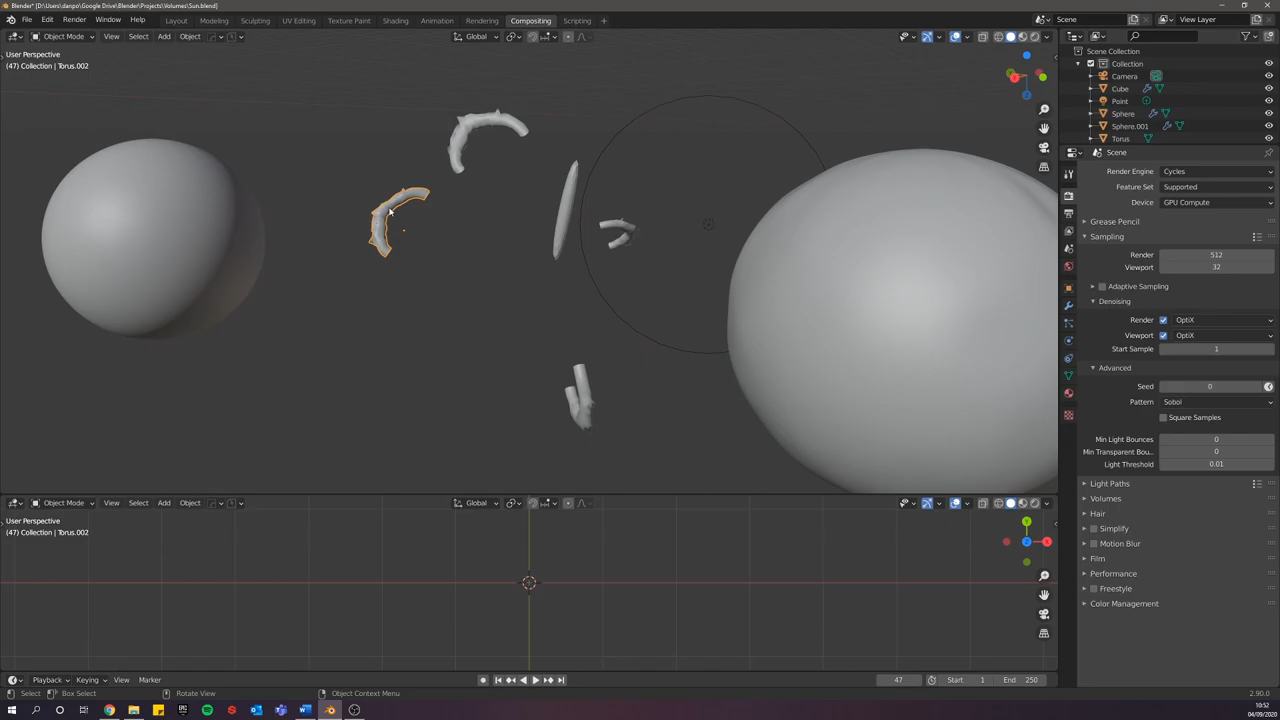 Blender* [D:\Users\danpo\Google Drive\Blender\Projects\Volumes\Sun.blend]
File Edit Render Window Help Layout Modeling Sculpting UV Editing Texture Paint Shading Animation Rendering Compositing Scripting + Scene View Layer
Object Mode View Select Add Object Global
User Perspective
(47) Collection | Torus.002
Scene Collection
Collection
Camera
Cube
Point
Sphere
Sphere.001
Torus
Scene
Render Engine Cycles
Feature Set Supported
Device GPU Compute
Grease Pencil
Sampling
Render 512
Viewport 32
Adaptive Sampling
Denoising
Render OptiX
Viewport OptiX
Start Sample 1
Advanced
Seed 0
Pattern Sobol
Square Samples
Min Light Bounces 0
Min Transparent Bou... 0
Light Threshold 0.01
Light Paths
Volumes
Hair
Simplify
Motion Blur
Film
Performance
Freestyle
Color Management
Object Mode View Select Add Object Global
User Perspective
(47) Collection | Torus.002
Y
X
Z
Playback Keying View Marker 47 Start 1 End 250
Select Box Select Rotate View Object Context Menu 2.90.0
10:52
04/09/2020